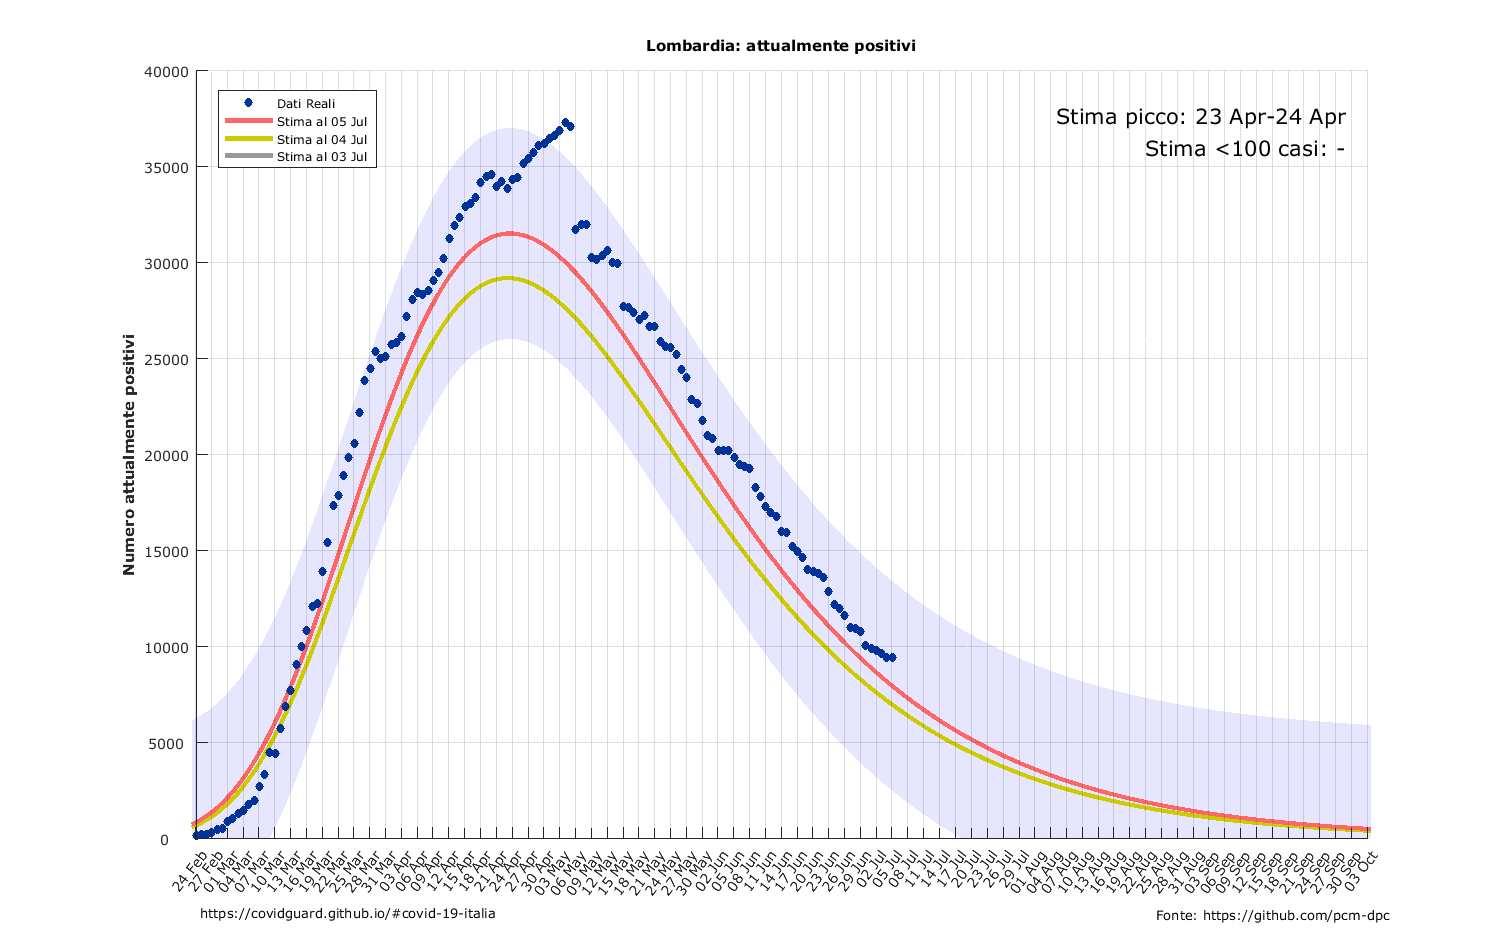 Lombardia: attualmente positivi
40000
35000
30000
25000
20000
15000
10000
5000
0
Numero attualmente positivi
Dati Reali
Stima al 05 Jul
Stima al 04 Jul
Stima al 03 Jul
Stima picco: 23 Apr-24 Apr
Stima <100 casi: -
24 Feb
27 Feb
01 Mar
04 Mar
07 Mar
10 Mar
13 Mar
16 Mar
19 Mar
22 Mar
25 Mar
28 Mar
31 Mar
03 Apr
06 Apr
09 Apr
12 Apr
15 Apr
18 Apr
21 Apr
24 Apr
27 Apr
30 Apr
03 May
06 May
09 May
12 May
15 May
18 May
21 May
24 May
27 May
30 May
02 Jun
05 Jun
08 Jun
11 Jun
14 Jun
17 Jun
20 Jun
23 Jun
26 Jun
29 Jun
02 Jul
05 Jul
08 Jul
11 Jul
14 Jul
17 Jul
20 Jul
23 Jul
26 Jul
29 Jul
01 Aug
04 Aug
07 Aug
10 Aug
13 Aug
16 Aug
19 Aug
22 Aug
25 Aug
28 Aug
31 Aug
03 Sep
06 Sep
09 Sep
12 Sep
15 Sep
18 Sep
21 Sep
24 Sep
27 Sep
30 Sep
03 Oct
https://covidguard.github.io/#covid-19-italia
Fonte: https://github.com/pcm-dpc